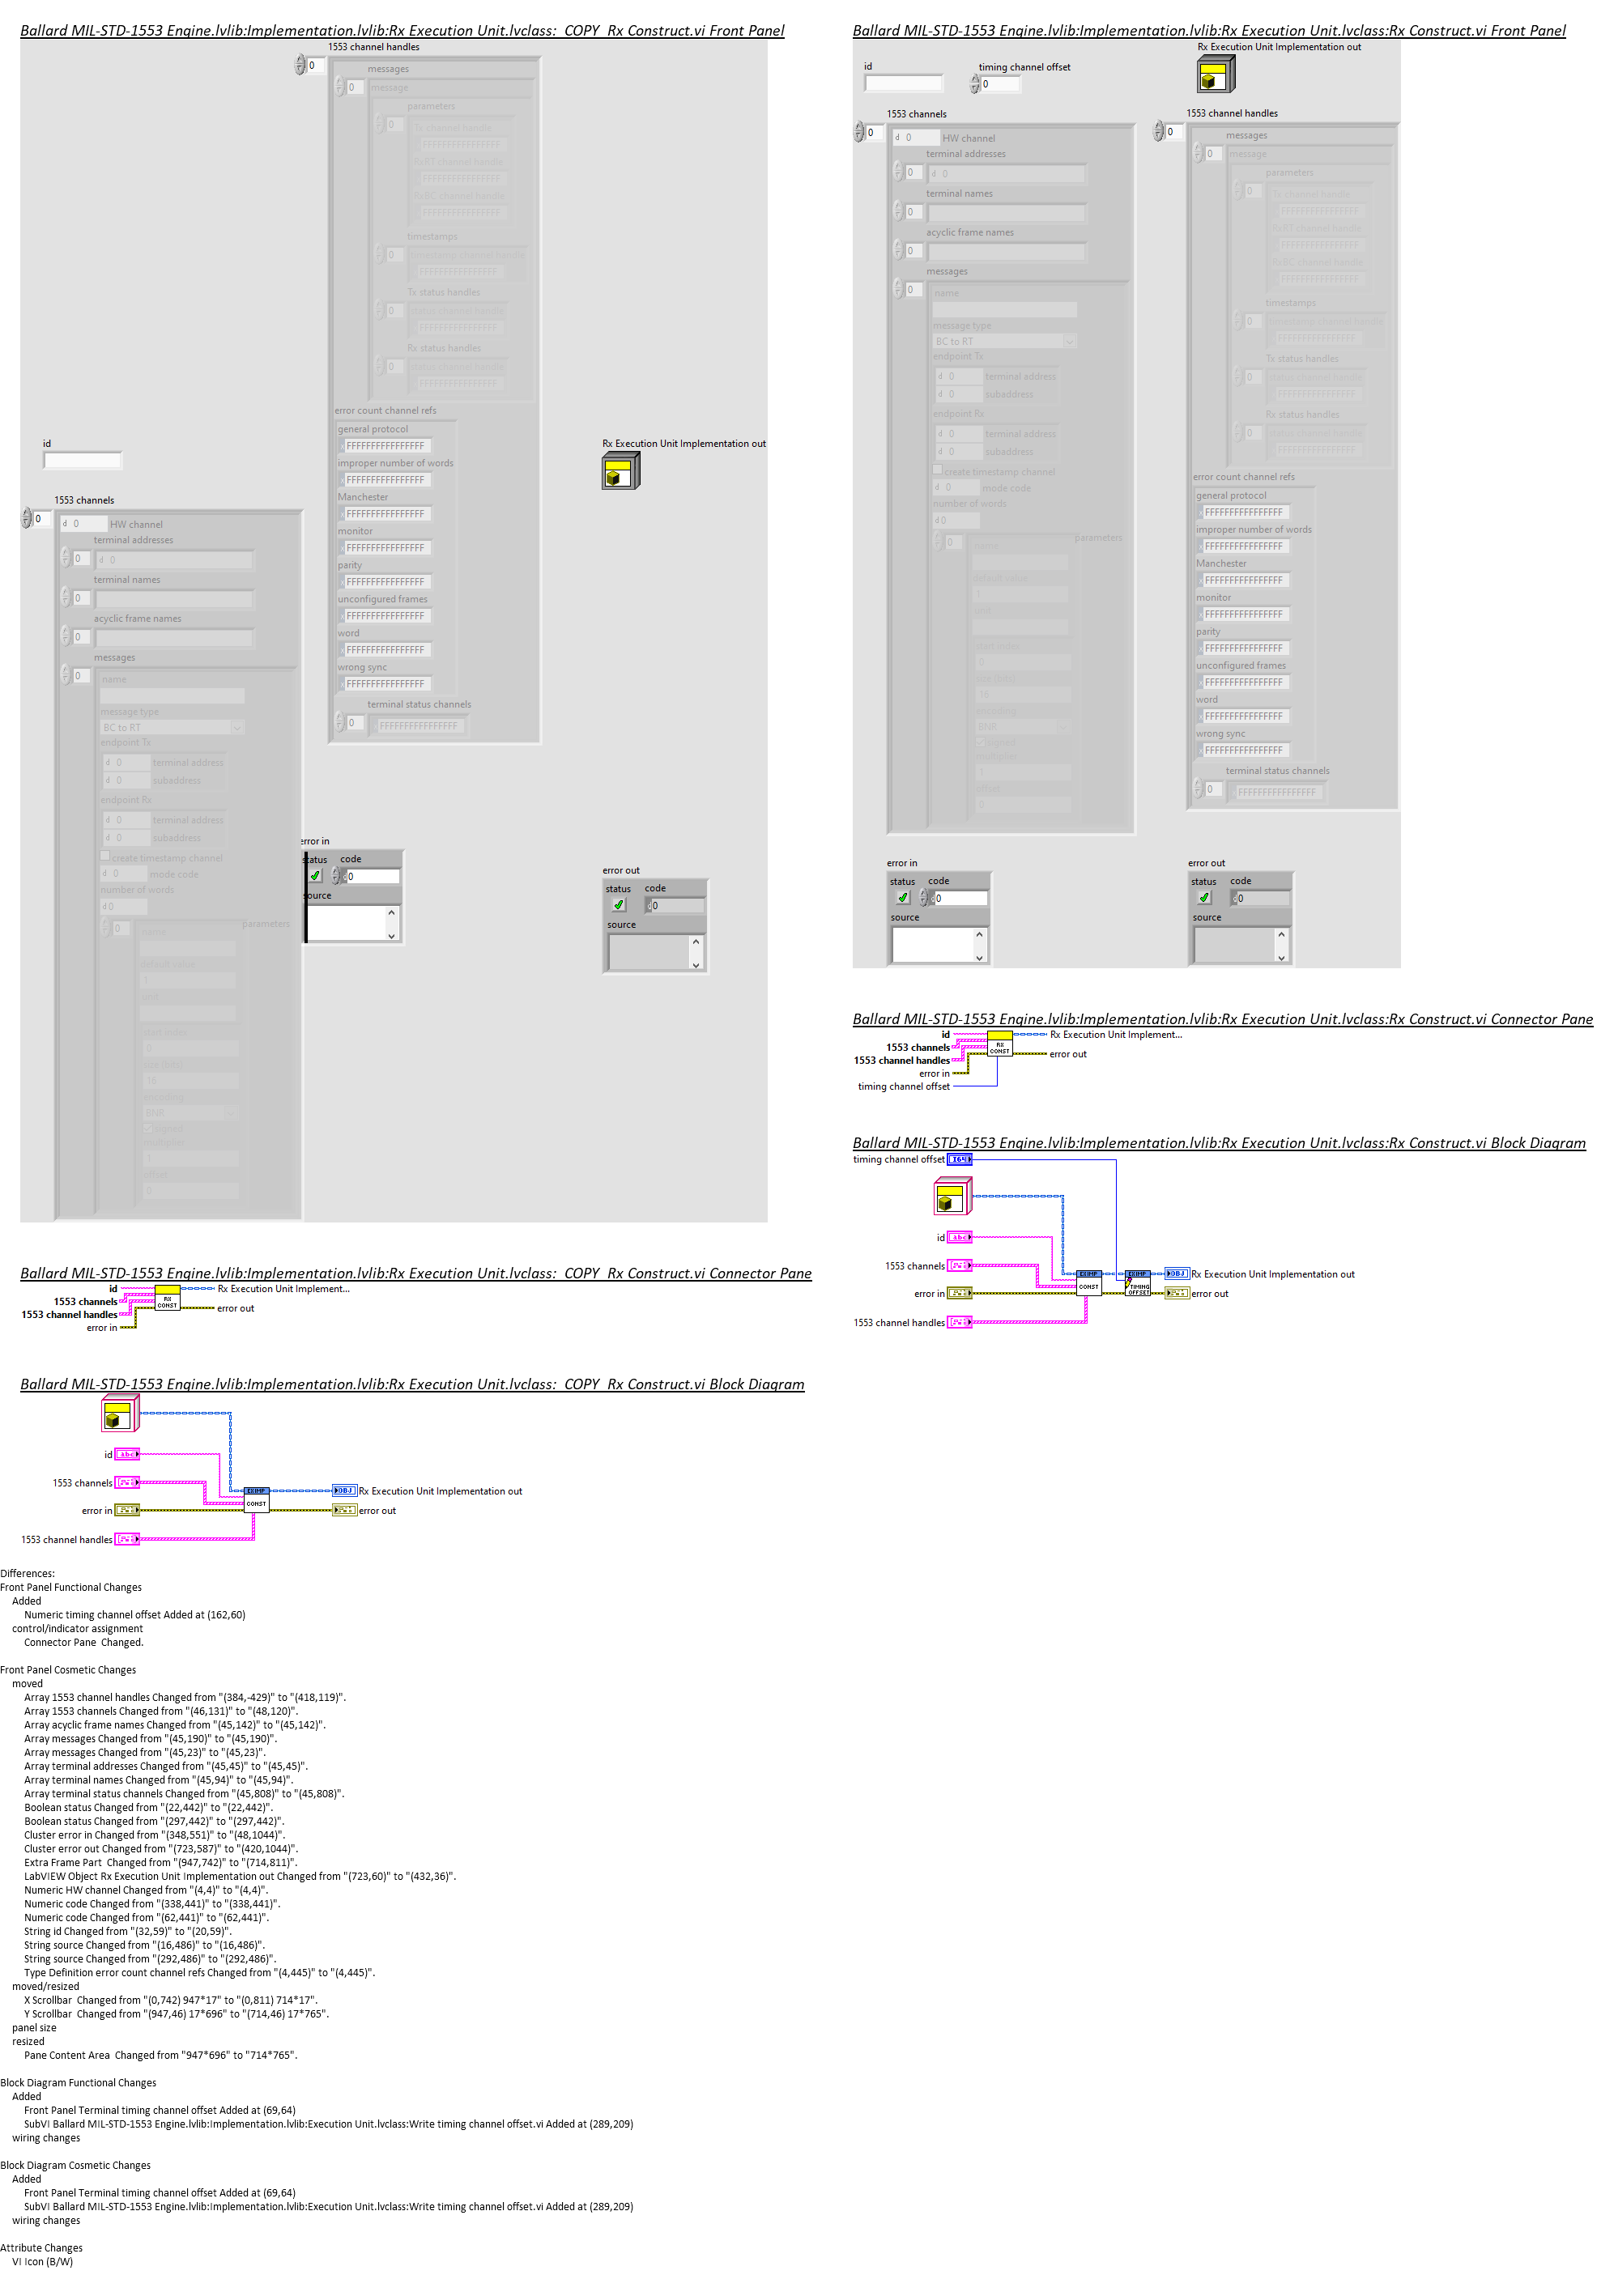 Ballard MIL-STD-1553 Engine.lvlib:Implementation.lvlib:Rx Execution Unit.lvclass:_COPY_Rx Construct.vi Front Panel
1553 channel handles
0
messages
0
message
parameters
0
Tx channel handle
FFFFFFFFFFFFFFFF
RxRT channel handle
FFFFFFFFFFFFFFFF
RxBC channel handle
FFFFFFFFFFFFFFFF
timestamps
0
timestamp channel handle
FFFFFFFFFFFFFFFF
Tx status handles
0
status channel handle
FFFFFFFFFFFFFFFF
Rx status handles
0
status channel handle
FFFFFFFFFFFFFFFF
error count channel refs
general protocol
FFFFFFFFFFFFFFFF
improper number of words
FFFFFFFFFFFFFFFF
Manchester
FFFFFFFFFFFFFFFF
monitor
FFFFFFFFFFFFFFFF
parity
FFFFFFFFFFFFFFFF
unconfigured frames
FFFFFFFFFFFFFFFF
word
FFFFFFFFFFFFFFFF
wrong sync
FFFFFFFFFFFFFFFF
terminal status channels
0
FFFFFFFFFFFFFFFF
id
Rx Execution Unit Implementation out
1553 channels
0
d 0 HW channel
terminal addresses
0 d 0
terminal names
0
acyclic frame names
0
messages
0
name
message type
BC to RT
endpoint Tx
d 0 terminal address
d 0 subaddress
endpoint Rx
d 0 terminal address
d 0 subaddress
create timestamp channel
d 0 mode code
number of words
d 0
0
parameters
name
default value
1
unit
start index
0
size (bits)
16
encoding
BNR
signed
multiplier
1
offset
0
error in
status code
0
source
error out
status code
0
source
Ballard MIL-STD-1553 Engine.lvlib:Implementation.lvlib:Rx Execution Unit.lvclass:_COPY_Rx Construct.vi Connector Pane
id
1553 channels
1553 channel handles
error in
RX
CONST
Rx Execution Unit Implement...
error out
Ballard MIL-STD-1553 Engine.lvlib:Implementation.lvlib:Rx Execution Unit.lvclass:_COPY_Rx Construct.vi Block Diagram
id
abc
1553 channels
error in
1553 channel handles
EXIMP
CONST
OBJ
Rx Execution Unit Implementation out
error out
Ballard MIL-STD-1553 Engine.lvlib:Implementation.lvlib:Rx Execution Unit.lvclass:Rx Construct.vi Front Panel
id
timing channel offset
0
Rx Execution Unit Implementation out
1553 channels
0
d 0 HW channel
terminal addresses
0 d 0
terminal names
0
acyclic frame names
0
messages
0
name
message type
BC to RT
endpoint Tx
d 0 terminal address
d 0 subaddress
endpoint Rx
d 0 terminal address
d 0 subaddress
create timestamp channel
d 0 mode code
number of words
d 0
0
parameters
name
default value
1
unit
start index
0
size (bits)
16
encoding
BNR
signed
multiplier
1
offset
0
1553 channel handles
0
messages
0
message
parameters
0
Tx channel handle
FFFFFFFFFFFFFFFF
RxRT channel handle
FFFFFFFFFFFFFFFF
RxBC channel handle
FFFFFFFFFFFFFFFF
timestamps
0
timestamp channel handle
FFFFFFFFFFFFFFFF
Tx status handles
0
status channel handle
FFFFFFFFFFFFFFFF
Rx status handles
0
status channel handle
FFFFFFFFFFFFFFFF
error count channel refs
general protocol
FFFFFFFFFFFFFFFF
improper number of words
FFFFFFFFFFFFFFFF
Manchester
FFFFFFFFFFFFFFFF
monitor
FFFFFFFFFFFFFFFF
parity
FFFFFFFFFFFFFFFF
unconfigured frames
FFFFFFFFFFFFFFFF
word
FFFFFFFFFFFFFFFF
wrong sync
FFFFFFFFFFFFFFFF
terminal status channels
0
FFFFFFFFFFFFFFFF
error in
status code
0
source
error out
status code
0
source
Ballard MIL-STD-1553 Engine.lvlib:Implementation.lvlib:Rx Execution Unit.lvclass:Rx Construct.vi Connector Pane
id
1553 channels
1553 channel handles
error in
timing channel offset
RX
CONST
Rx Execution Unit Implement...
error out
Ballard MIL-STD-1553 Engine.lvlib:Implementation.lvlib:Rx Execution Unit.lvclass:Rx Construct.vi Block Diagram
timing channel offset
I64
id
abc
1553 channels
error in
1553 channel handles
EXIMP
CONST
EXIMP
TIMING
OFFSET
OBJ
Rx Execution Unit Implementation out
error out
Differences:
Front Panel Functional Changes
Added
Numeric timing channel offset Added at (162,60)
control/indicator assignment
Connector Pane  Changed.
Front Panel Cosmetic Changes
moved
Array 1553 channel handles Changed from "(384,-429)" to "(418,119)".
Array 1553 channels Changed from "(46,131)" to "(48,120)".
Array acyclic frame names Changed from "(45,142)" to "(45,142)".
Array messages Changed from "(45,190)" to "(45,190)".
Array messages Changed from "(45,23)" to "(45,23)".
Array terminal addresses Changed from "(45,45)" to "(45,45)".
Array terminal names Changed from "(45,94)" to "(45,94)".
Array terminal status channels Changed from "(45,808)" to "(45,808)".
Boolean status Changed from "(22,442)" to "(22,442)".
Boolean status Changed from "(297,442)" to "(297,442)".
Cluster error in Changed from "(348,551)" to "(48,1044)".
Cluster error out Changed from "(723,587)" to "(420,1044)".
Extra Frame Part  Changed from "(947,742)" to "(714,811)".
LabVIEW Object Rx Execution Unit Implementation out Changed from "(723,60)" to "(432,36)".
Numeric HW channel Changed from "(4,4)" to "(4,4)".
Numeric code Changed from "(338,441)" to "(338,441)".
Numeric code Changed from "(62,441)" to "(62,441)".
String id Changed from "(32,59)" to "(20,59)".
String source Changed from "(16,486)" to "(16,486)".
String source Changed from "(292,486)" to "(292,486)".
Type Definition error count channel refs Changed from "(4,445)" to "(4,445)".
moved/resized
X Scrollbar  Changed from "(0,742) 947*17" to "(0,811) 714*17".
Y Scrollbar  Changed from "(947,46) 17*696" to "(714,46) 17*765".
panel size
resized
Pane Content Area  Changed from "947*696" to "714*765".
Block Diagram Functional Changes
Added
Front Panel Terminal timing channel offset Added at (69,64)
SubVI Ballard MIL-STD-1553 Engine.lvlib:Implementation.lvlib:Execution Unit.lvclass:Write timing channel offset.vi Added at (289,209)
wiring changes
Block Diagram Cosmetic Changes
Added
Front Panel Terminal timing channel offset Added at (69,64)
SubVI Ballard MIL-STD-1553 Engine.lvlib:Implementation.lvlib:Execution Unit.lvclass:Write timing channel offset.vi Added at (289,209)
wiring changes
Attribute Changes
VI Icon (B/W)